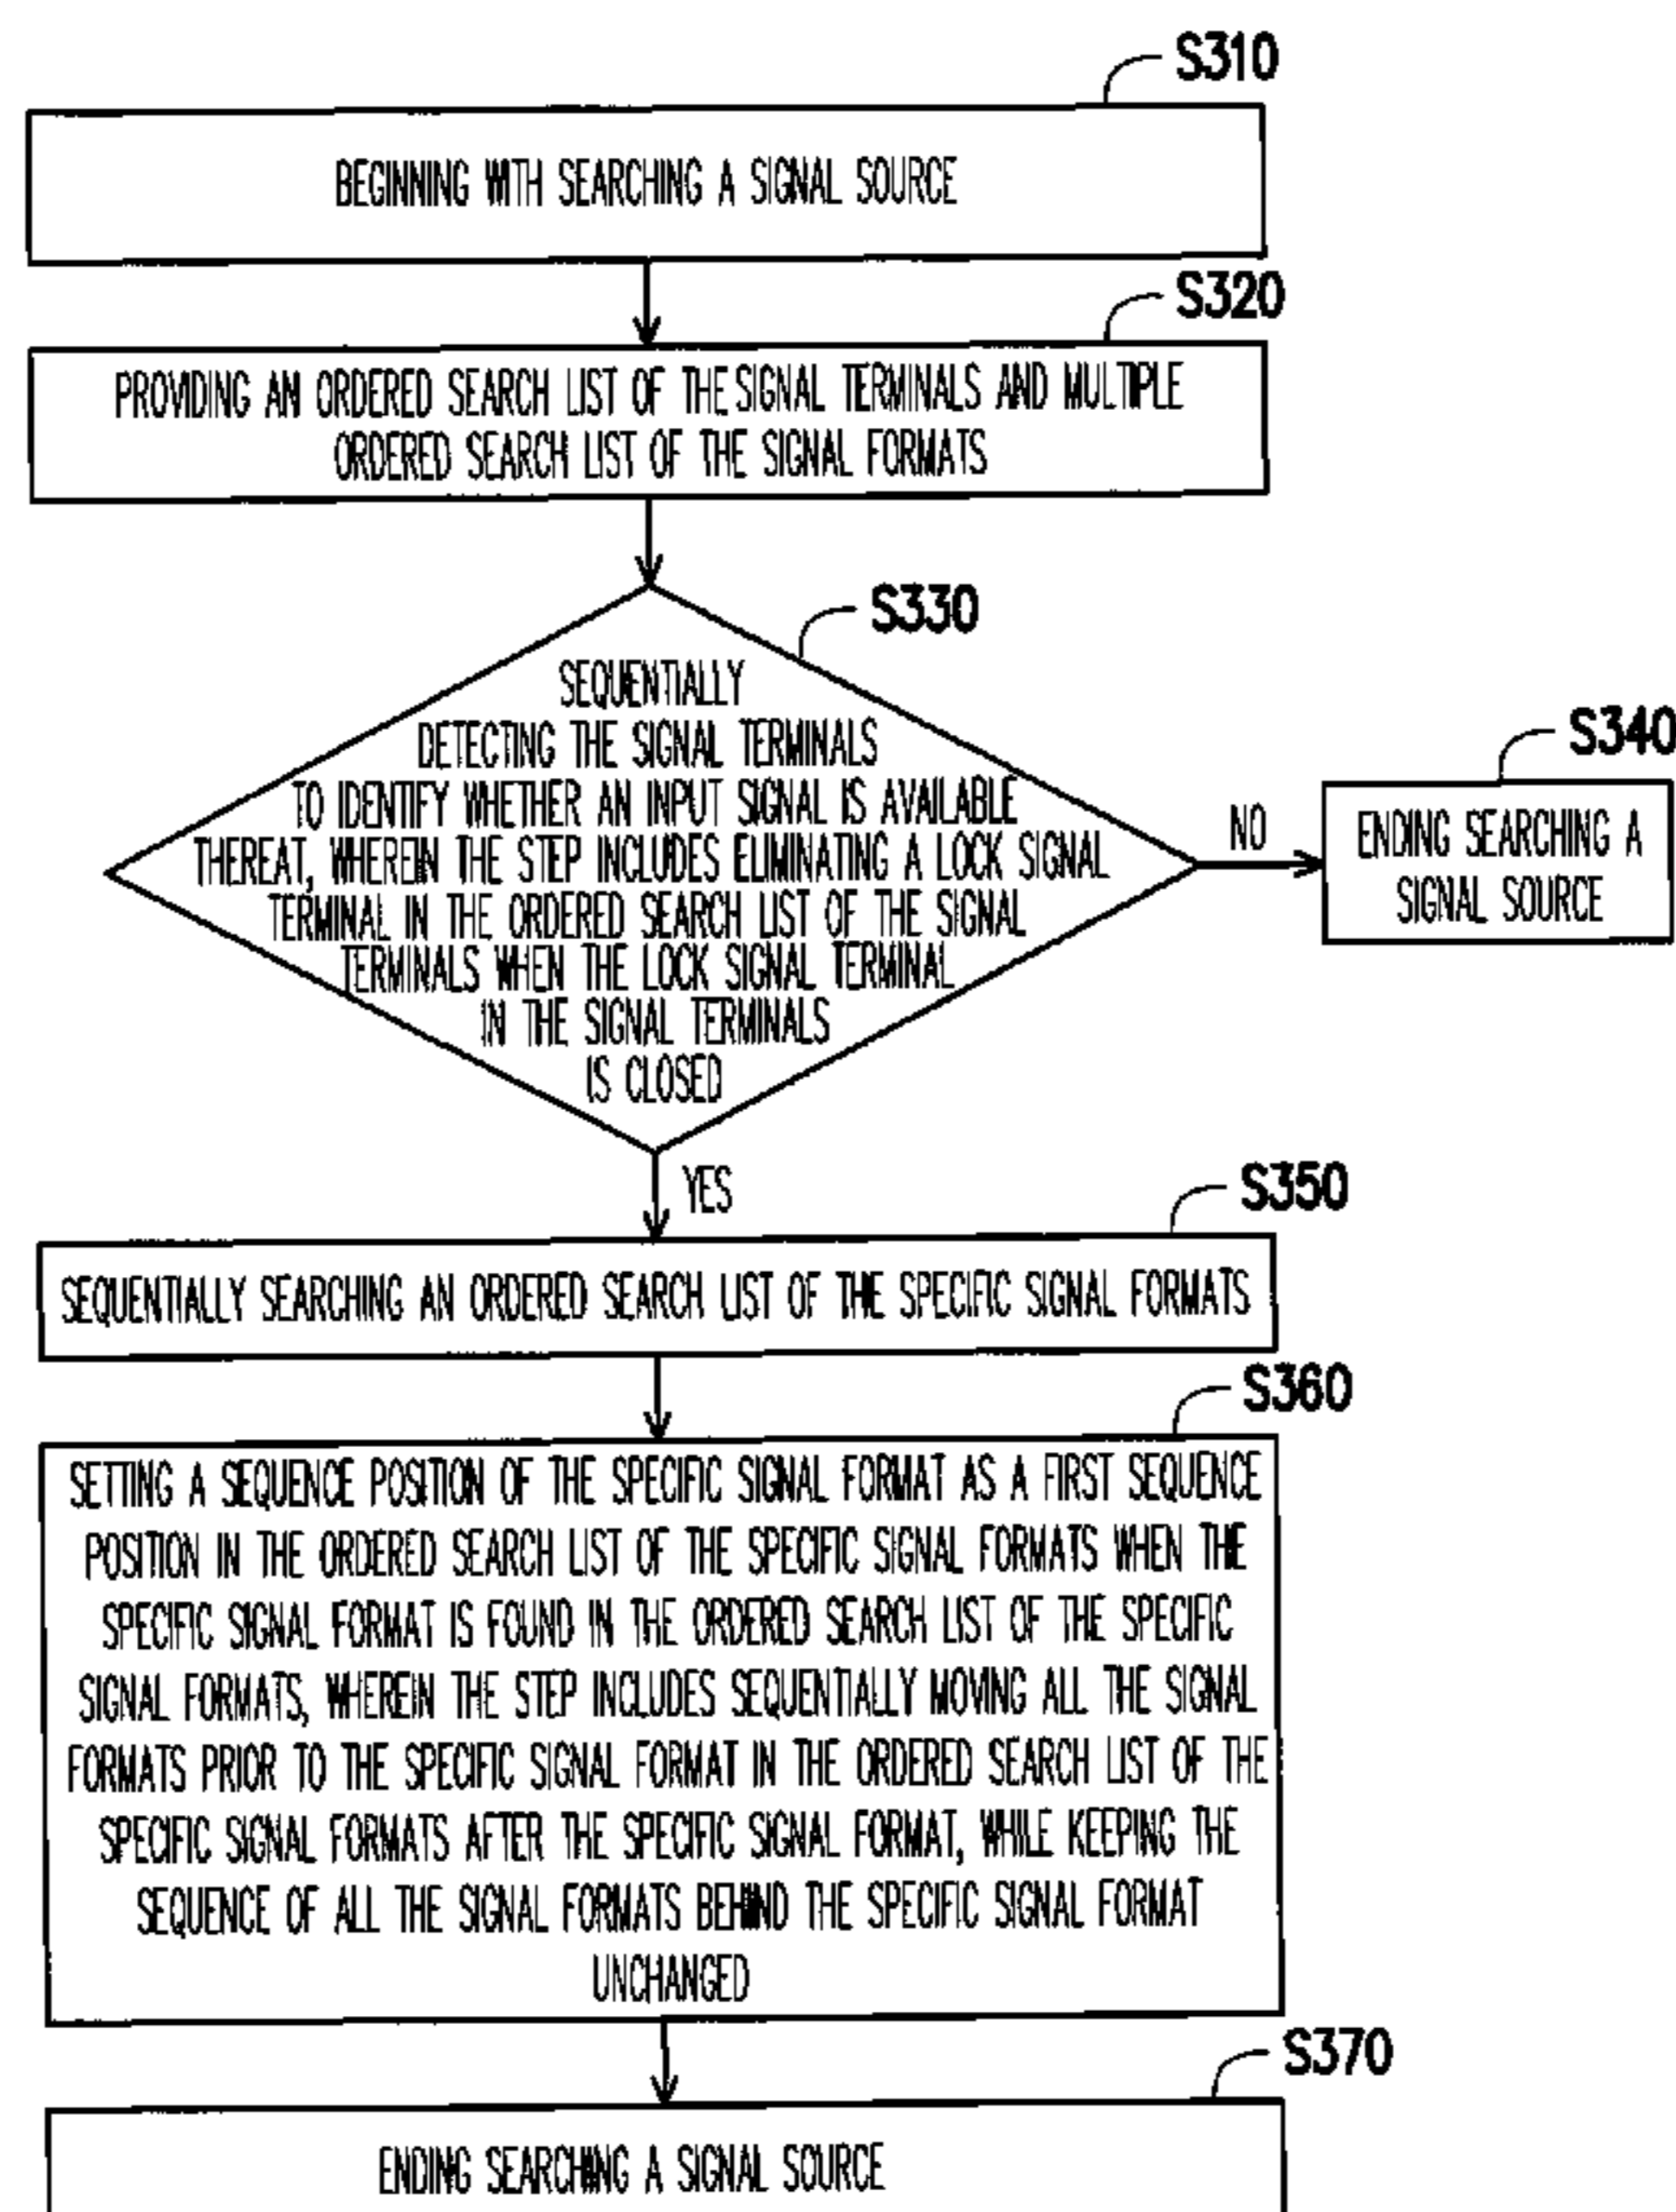 S310
BEGINNING WITH SEARCHING A SIGNAL SOURCE
S320
PROVIDING AN ORDERED SEARCH LIST OF THE SIGNAL TERMINALS AND MULTIPLE
ORDERED SEARCH LIST OF THE SIGNAL FORMATS
S330
SEQUENTIALLY
DETECTING THE SIGNAL TERMINALS
TO IDENTIFY WHETHER AN INPUT SIGNAL IS AVAILABLE
THEREAT, WHEREIN THE STEP INCLUDES ELIMINATING A LOCK SIGNAL
TERMINAL IN THE ORDERED SEARCH LIST OF THE SIGNAL
TERMINALS WHEN THE LOCK SIGNAL TERMINAL
IN THE SIGNAL TERMINALS
IS CLOSED
NO
S340
ENDING SEARCHING A
SIGNAL SOURCE
YES
S350
SEQUENTIALLY SEARCHING AN ORDERED SEARCH LIST OF THE SPECIFIC SIGNAL FORMATS
S360
SETTING A SEQUENCE POSITION OF THE SPECIFIC SIGNAL FORMAT AS A FIRST SEQUENCE
POSITION IN THE ORDERED SEARCH LIST OF THE SPECIFIC SIGNAL FORMATS WHEN THE
SPECIFIC SIGNAL FORMAT IS FOUND IN THE ORDERED SEARCH LIST OF THE SPECIFIC
SIGNAL FORMATS, WHEREIN THE STEP INCLUDES SEQUENTIALLY MOVING ALL THE SIGNAL
FORMATS PRIOR TO THE SPECIFIC SIGNAL FORMAT IN THE ORDERED SEARCH LIST OF THE
SPECIFIC SIGNAL FORMATS AFTER THE SPECIFIC SIGNAL FORMAT, WHILE KEEPING THE
SEQUENCE OF ALL THE SIGNAL FORMATS BEHIND THE SPECIFIC SIGNAL FORMAT
UNCHANGED
S370
ENDING SEARCHING A SIGNAL SOURCE